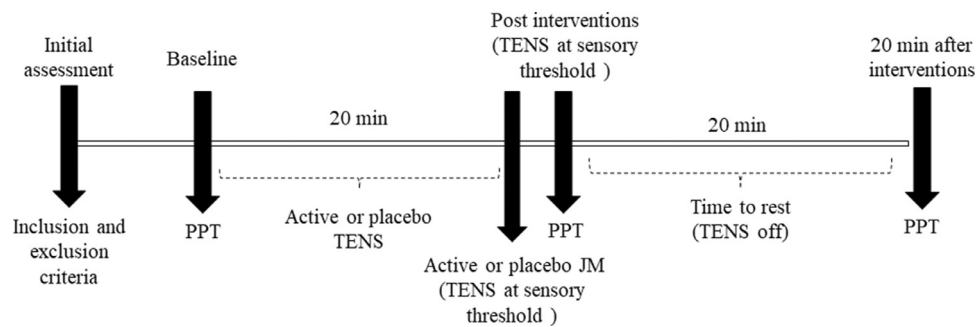 Initial
assessment
Baseline
Post interventions
(TENS at sensory
threshold )
20 min after
interventions
20 min
20 min
Inclusion and
exclusion
criteria
PPT
Active or placebo
TENS
Active or placebo JM
(TENS at sensory
threshold )
PPT
Time to rest
(TENS off)
PPT